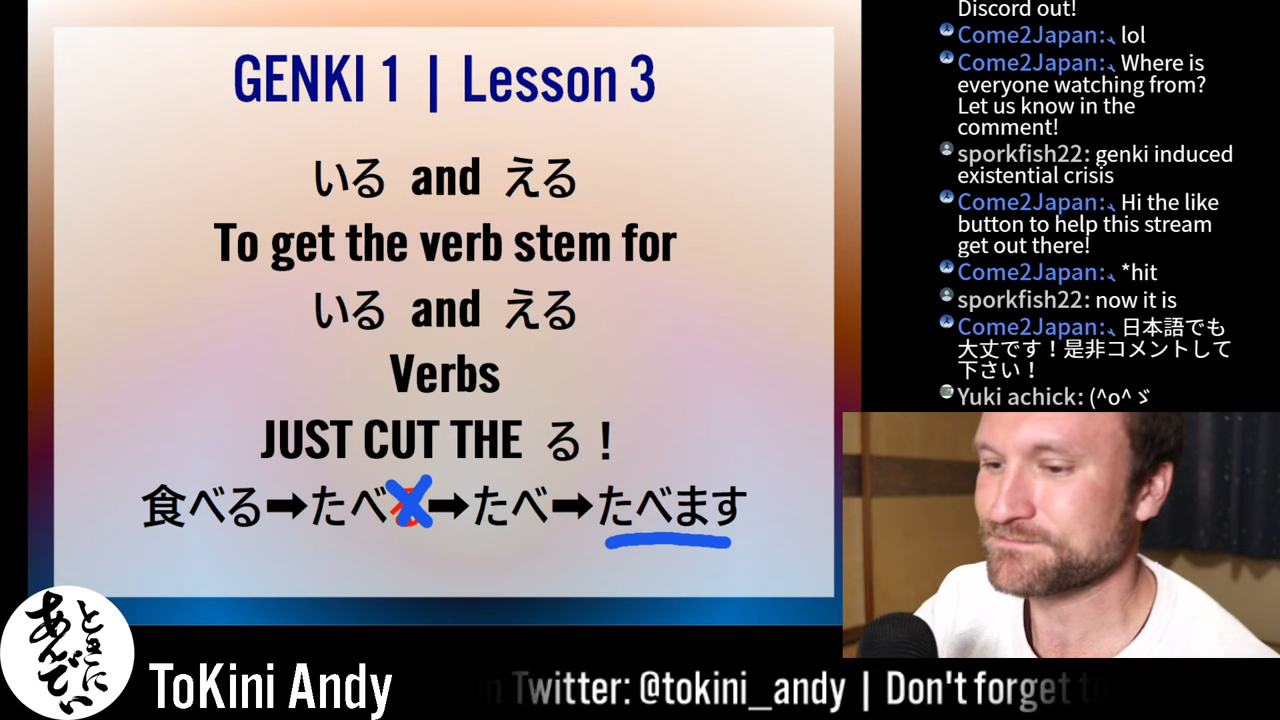 GENKI 1 | Lesson 3
いる and える
To get the verb stem for
いる and える
Verbs
JUST CUT THE る！
食べる➡たべ➡たべ➡たべます
Discord out!
Come2Japan: lol
Come2Japan: Where is
everyone watching from?
Let us know in the
comment!
sporkfish22: genki induced
existential crisis
Come2Japan: Hi the like
button to help this stream
get out there!
Come2Japan: *hit
sporkfish22: now it is
Come2Japan: 日本語でも
大丈です！是非コメントして
下さい！
Yuki achick: (^o^ゞ
ときに
あんでぃ
ToKini Andy
on Twitter: @tokini_andy | Don't forget to